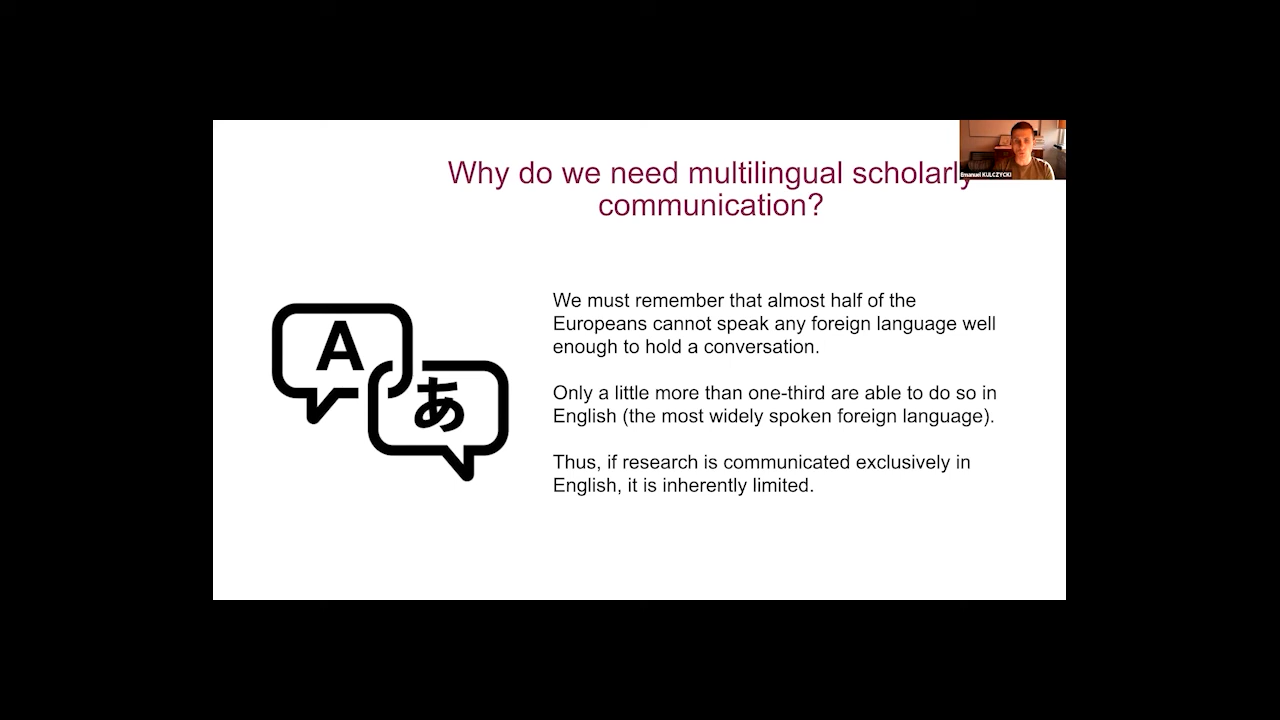 Why do we need multilingual scholarly
communication?
Emanuel KULCZYCKI
A
あ
We must remember that almost half of the
Europeans cannot speak any foreign language well
enough to hold a conversation.
Only a little more than one-third are able to do so in
English (the most widely spoken foreign language).
Thus, if research is communicated exclusively in
English, it is inherently limited.